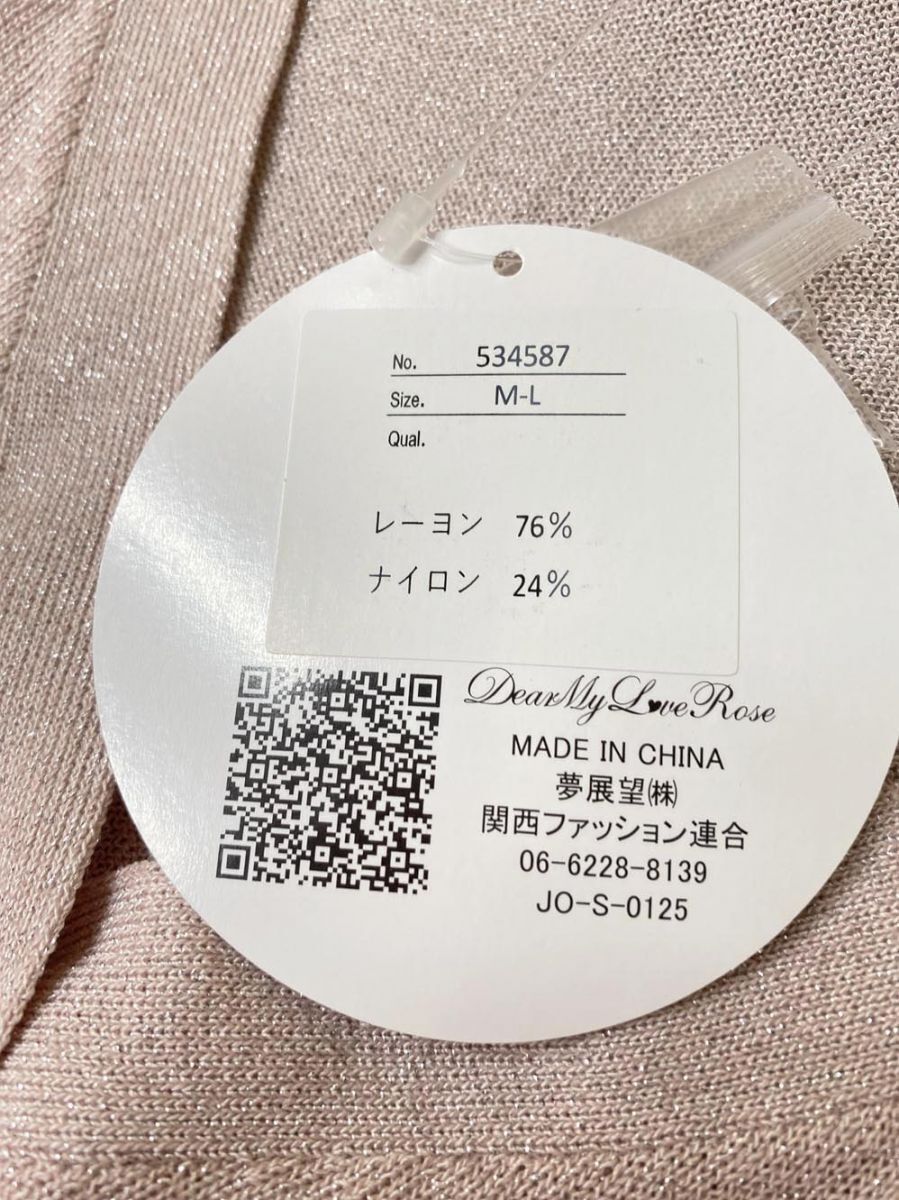 No. 534587
Size. M-L
Qual.
レーヨン 76%
ナイロン 24%
DearMyLoveRose
MADE IN CHINA
夢展望㈱
関西ファッション連合
06-6228-8139
JO-S-0125